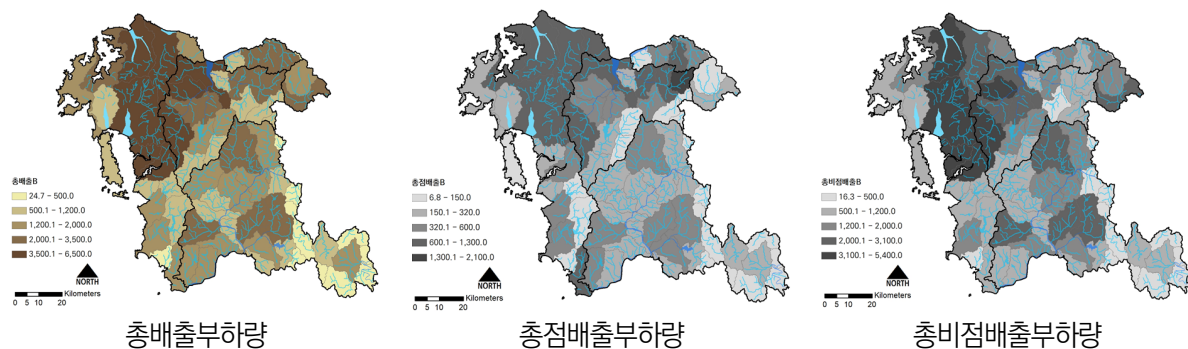 총배출B
24.7 - 500.0
500.1 - 1,200.0
1,200.1 - 2,000.0
2,000.1 - 3,500.0
3,500.1 - 6,500.0
NORTH
Kilometers
0 5 10 20
총배출부하량
총점배출B
6.8 - 150.0
150.1 - 320.0
320.1 - 600.0
600.1 - 1,300.0
1,300.1 - 2,100.0
NORTH
Kilometers
0 5 10 20
총점배출부하량
총비점배출B
16.3 - 500.0
500.1 - 1,200.0
1,200.1 - 2,000.0
2,000.1 - 3,100.0
3,100.1 - 5,400.0
NORTH
Kilometers
0 5 10 20
총비점배출부하량